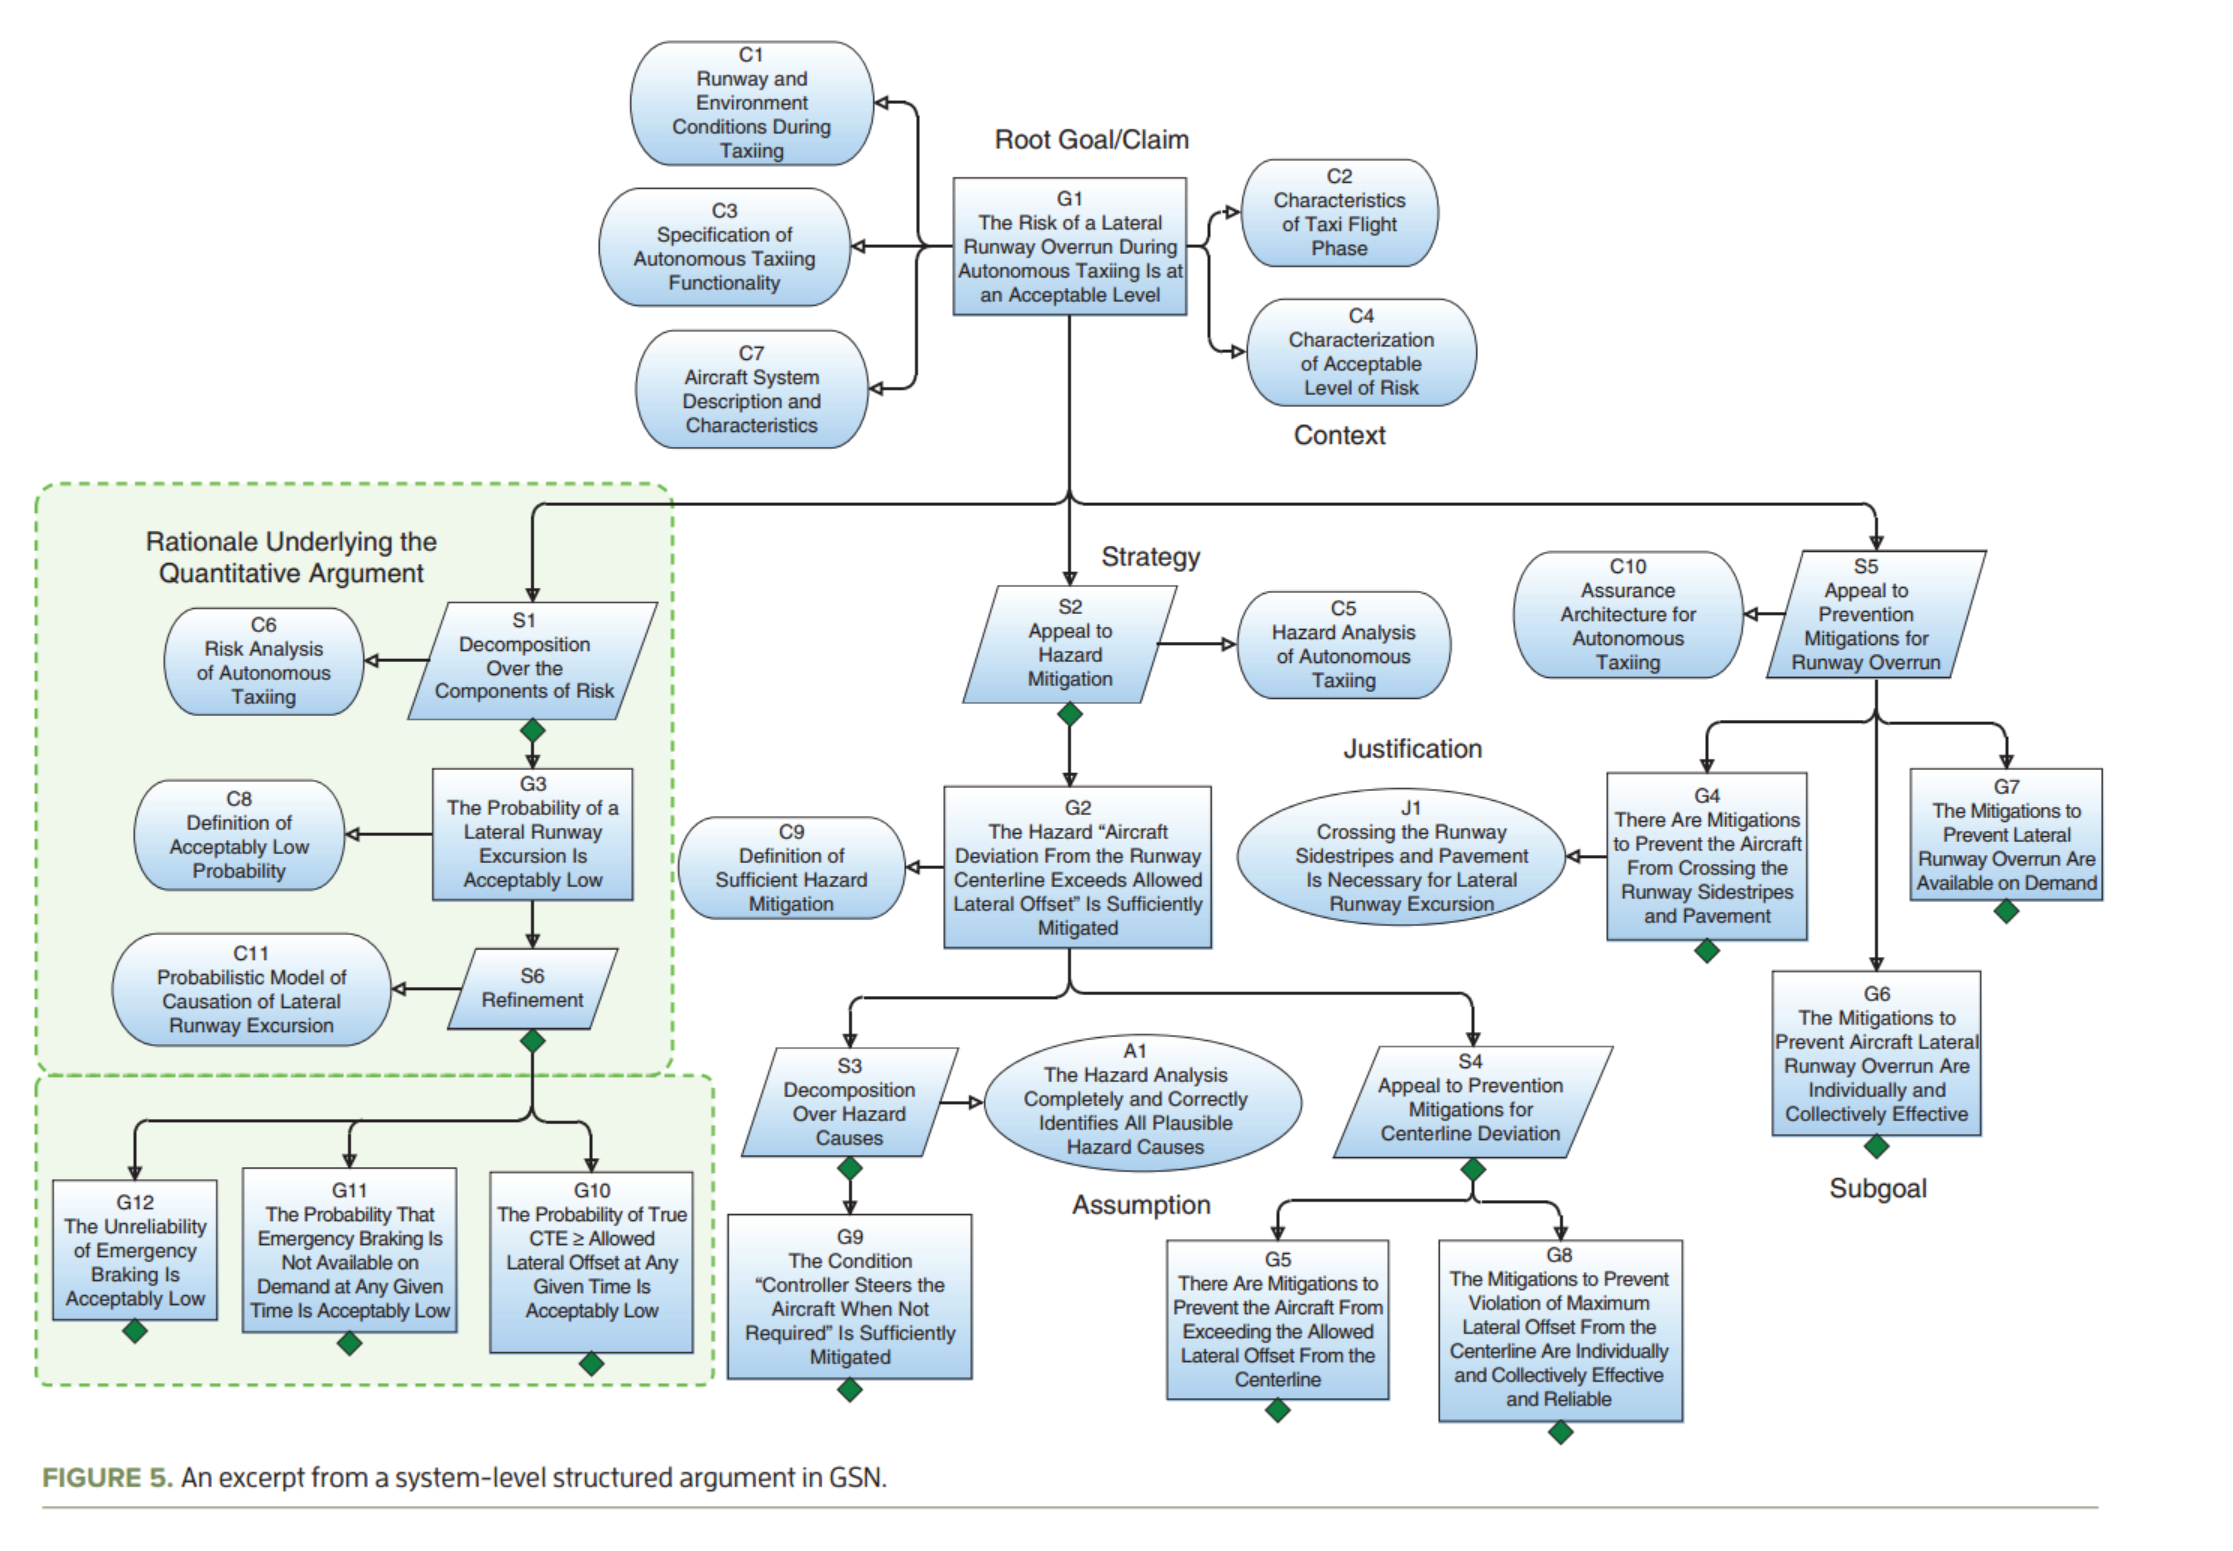 C1
Runway and
Environment
Conditions During
Taxiing
Root Goal/Claim
C3
Specification of
Autonomous Taxiing
Functionality
G1
The Risk of a Lateral
Runway Overrun During
Autonomous Taxiing Is at
an Acceptable Level
C2
Characteristics
of Taxi Flight
Phase
C7
Aircraft System
Description and
Characteristics
C4
Characterization
of Acceptable
Level of Risk
Context
Rationale Underlying the
Quantitative Argument
C6
Risk Analysis
of Autonomous
Taxiing
S1
Decomposition
Over the
Components of Risk
C8
Definition of
Acceptably Low
Probability
G3
The Probability of a
Lateral Runway
Excursion Is
Acceptably Low
C11
Probabilistic Model of
Causation of Lateral
Runway Excursion
S6
Refinement
G12
The Unreliability
of Emergency
Braking Is
Acceptably Low
G11
The Probability That
Emergency Braking Is
Not Available on
Demand at Any Given
Time Is Acceptably Low
G10
The Probability of True
CTE ≥ Allowed
Lateral Offset at Any
Given Time Is
Acceptably Low
Strategy
S2
Appeal to
Hazard
Mitigation
C5
Hazard Analysis
of Autonomous
Taxiing
C9
Definition of
Sufficient Hazard
Mitigation
G2
The Hazard “Aircraft
Deviation From the Runway
Centerline Exceeds Allowed
Lateral Offset” Is Sufficiently
Mitigated
S3
Decomposition
Over Hazard
Causes
A1
The Hazard Analysis
Completely and Correctly
Identifies All Plausible
Hazard Causes
Assumption
G9
The Condition
“Controller Steers the
Aircraft When Not
Required” Is Sufficiently
Mitigated
S4
Appeal to Prevention
Mitigations for
Centerline Deviation
G5
There Are Mitigations to
Prevent the Aircraft From
Exceeding the Allowed
Lateral Offset From the
Centerline
G8
The Mitigations to Prevent
Violation of Maximum
Lateral Offset From the
Centerline Are Individually
and Collectively Effective
and Reliable
C10
Assurance
Architecture for
Autonomous
Taxiing
S5
Appeal to
Prevention
Mitigations for
Runway Overrun
Justification
J1
Crossing the Runway
Sidestripes and Pavement
Is Necessary for Lateral
Runway Excursion
G4
There Are Mitigations
to Prevent the Aircraft
From Crossing the
Runway Sidestripes
and Pavement
G7
The Mitigations to
Prevent Lateral
Runway Overrun Are
Available on Demand
G6
The Mitigations to
Prevent Aircraft Lateral
Runway Overrun Are
Individually and
Collectively Effective
Subgoal
FIGURE 5. An excerpt from a system-level structured argument in GSN.